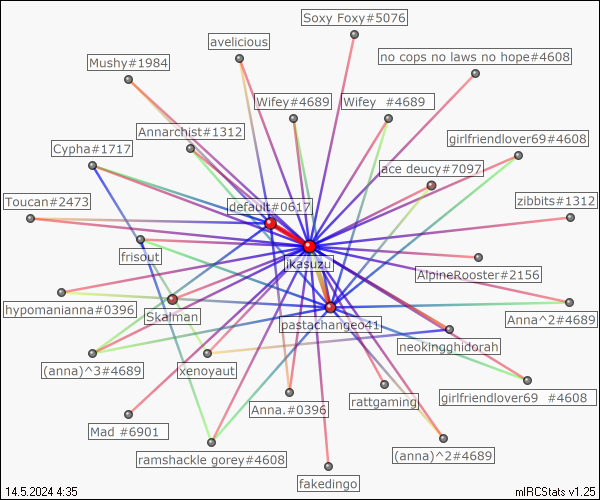 Soxy Foxy#5076
avelicious
no cops no laws no hope#4608
Mushy#1984
Wifey#4689
Wifey  #4689
Annarchist#1312
girlfriendlover69#4608
Cypha#1717
ace deucy#7097
Toucan#2473
default#0617
zibbits#1312
frisout
jikasuzu
AlpineRooster#2156
hypomanianna#0396
Skalman
Anna^2#4689
pastachangeo41
neokingghidorah
(anna)^3#4689
xenoyaut
Anna.#0396
rattgaming
girlfriendlover69  #4608
Mad #6901
ramshackle gorey#4608
(anna)^2#4689
fakedingo
14.5.2024 4:35
mIRCStats v1.25